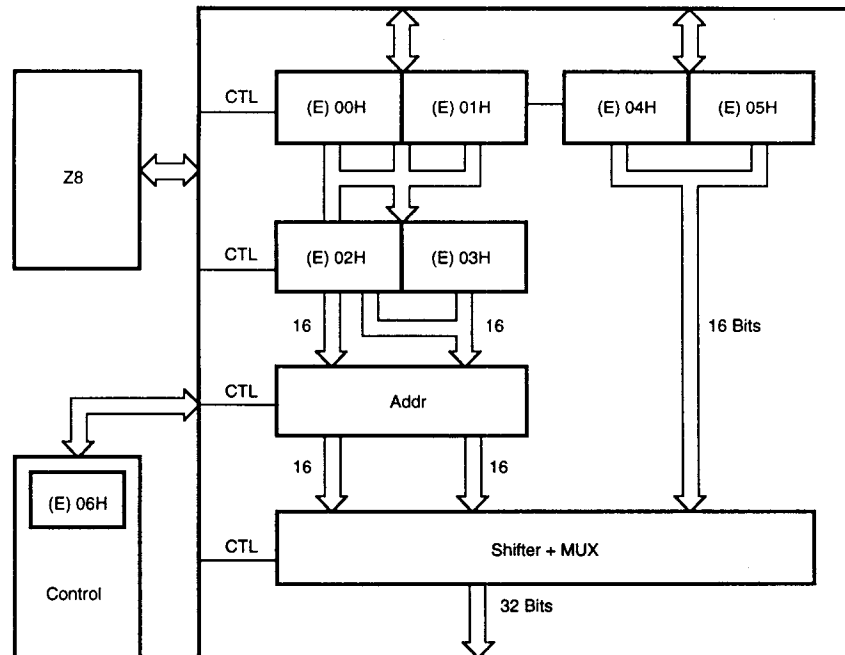 CTL
(E) 00H
(E) 01H
(E) 04H
(E) 05H
Z8
CTL
(E) 02H
(E) 03H
16
16
16 Bits
CTL
Addr
16
16
(E) 06H
CTL
Shifter + MUX
Control
32 Bits